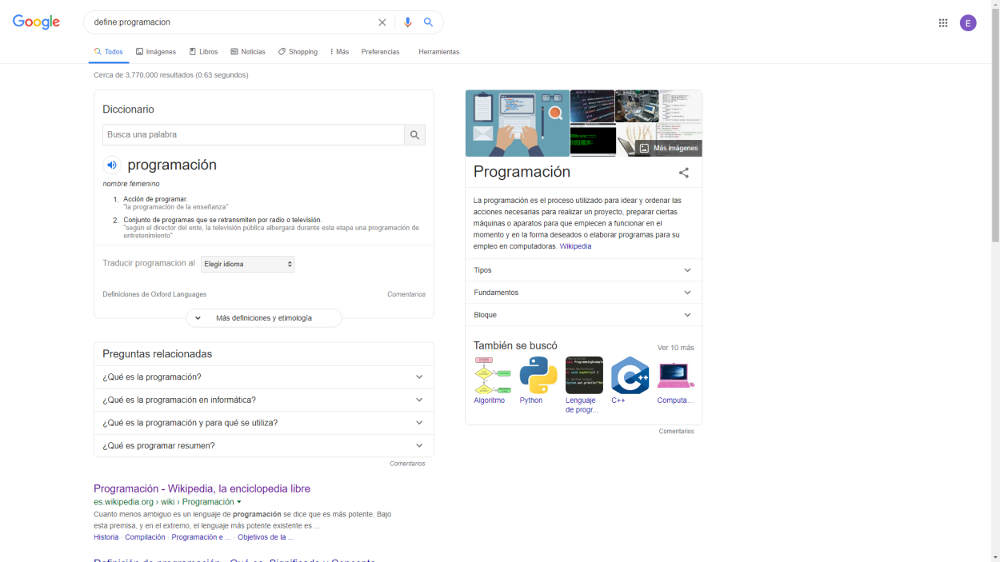 Google
define:programacion
E
Todos
Imágenes
Libros
Noticias
Shopping
Más
Preferencias
Herramientas
Cerca de 3,770,000 resultados (0.63 segundos)
Diccionario
Busca una palabra
programación
nombre femenino
1. Acción de programar.
"la programación de la enseñanza"
2. Conjunto de programas que se retransmiten por radio o televisión.
"según el director del ente, la televisión pública albergará durante esta etapa una programación de
entretenimiento"
Traducir programacion al
Elegir idioma
Definiciones de Oxford Languages
Comentarios
Más definiciones y etimología
Preguntas relacionadas
¿Qué es la programación?
¿Qué es la programación en informática?
¿Qué es la programación y para qué se utiliza?
¿Qué es programar resumen?
Comentarios
Programación - Wikipedia, la enciclopedia libre
es.wikipedia.org › wiki › Programación
Cuanto menos ambiguo es un lenguaje de programación se dice que es más potente. Bajo
esta premisa, y en el extremo, el lenguaje más potente existente es ...
Historia · Compilación · Programación e ... · Objetivos de la ...
Definición de programación - Qué es, Significado y Concepto
Más imágenes
Programación
La programación es el proceso utilizado para idear y ordenar las
acciones necesarias para realizar un proyecto, preparar ciertas
máquinas o aparatos para que empiecen a funcionar en el
momento y en la forma deseados o elaborar programas para su
empleo en computadoras. Wikipedia
Tipos
Fundamentos
Bloque
También se buscó
Ver 10 más
Algoritmo
Python
Lenguaje
de progr...
C++
Computa...
Comentarios